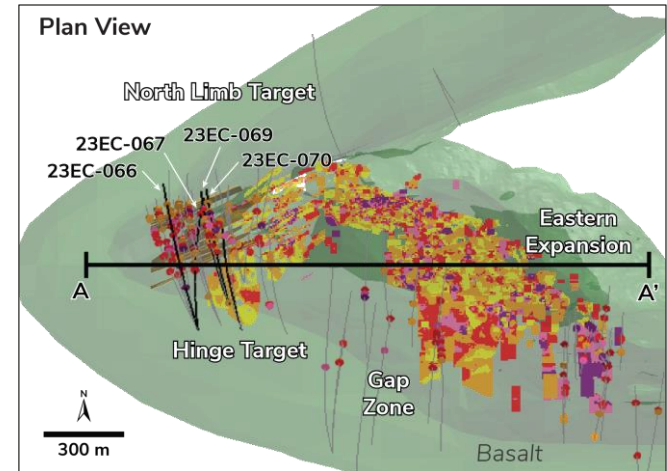 Plan View
North Limb Target
23EC-067
23EC-069
23EC-066
23EC-070
Eastern
Expansion
A
A'
Hinge Target
Gap
Zone
N
300 m
Basalt